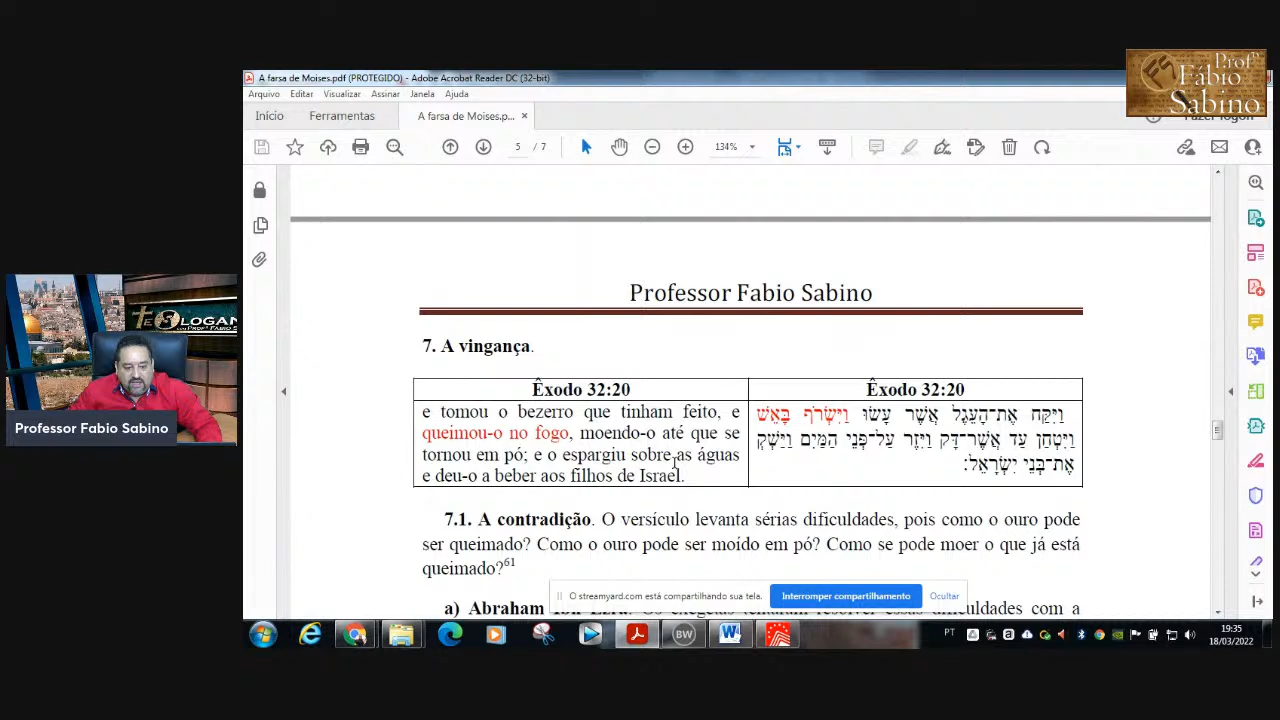 Prof.
Fábio
Sabino
A farsa de Moises.pdf (PROTEGIDO) - Adobe Acrobat Reader DC (32-bit)
Arquivo Editar Visualizar Assinar Janela Ajuda
Início Ferramentas A farsa de Moises.p... ×
5 / 7 134%
Professor Fabio Sabino
7. A vingança.
Êxodo 32:20
e tomou o bezerro que tinham feito, e
queimou-o no fogo, moendo-o até que se
tornou em pó; e o espargiu sobre as águas
e deu-o a beber aos filhos de Israel.
Êxodo 32:20
וַיִּקַּח אֶת־הָעֵגֶל אֲשֶׁר עָשׂוּ וַיִּשְׂרֹף בָּאֵשׁ
וַיִּטְחַן עַד אֲשֶׁר־דָּק וַיִּזֶר עַל־פְּנֵי הַמַּיִם וַיַּשְׁקְ
אֶת־בְּנֵי יִשְׂרָאֵל׃
7.1. A contradição. O versículo levanta sérias dificuldades, pois como o ouro pode
ser queimado? Como o ouro pode ser moído em pó? Como se pode moer o que já está
queimado?61
O streamyard.com está compartilhando sua tela. Interromper compartilhamento Ocultar
a) Abraham
Professor Fabio Sabino
BW
PT
19:35
18/03/2022